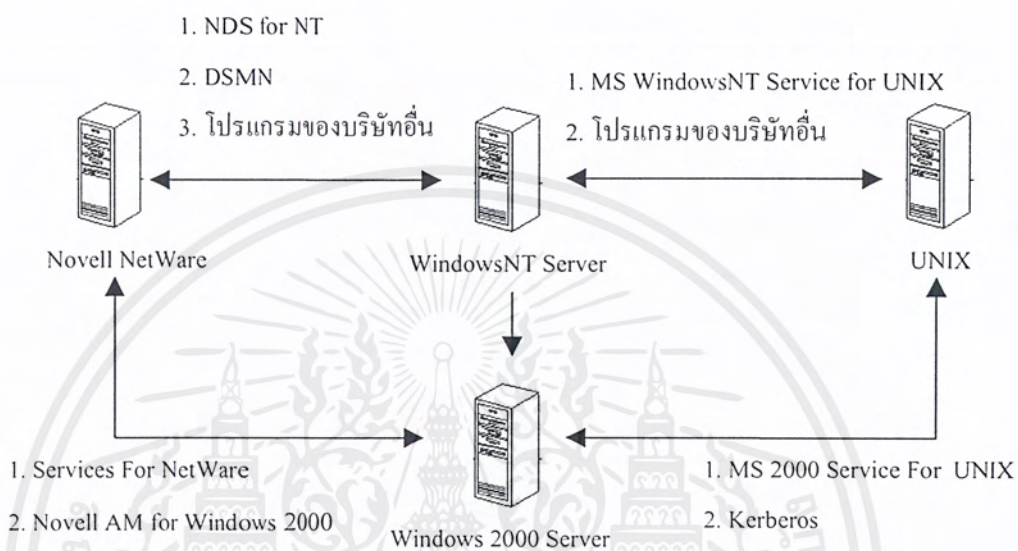 1. NDS for NT
2. DSMN
3. โปรแกรมของบริษัทอื่น
1. MS WindowsNT Service for UNIX
2. โปรแกรมของบริษัทอื่น
Novell NetWare
WindowsNT Server
UNIX
1. Services For NetWare
2. Novell AM for Windows 2000
Windows 2000 Server
1. MS 2000 Service For UNIX
2. Kerberos